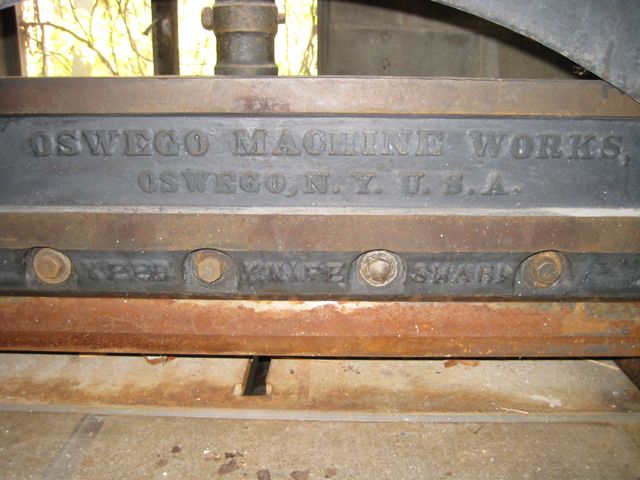 OSWEGO MACHINE WORKS,
OSWEGO, N. Y. U. S. A.
KEEP KNIFE SHARP